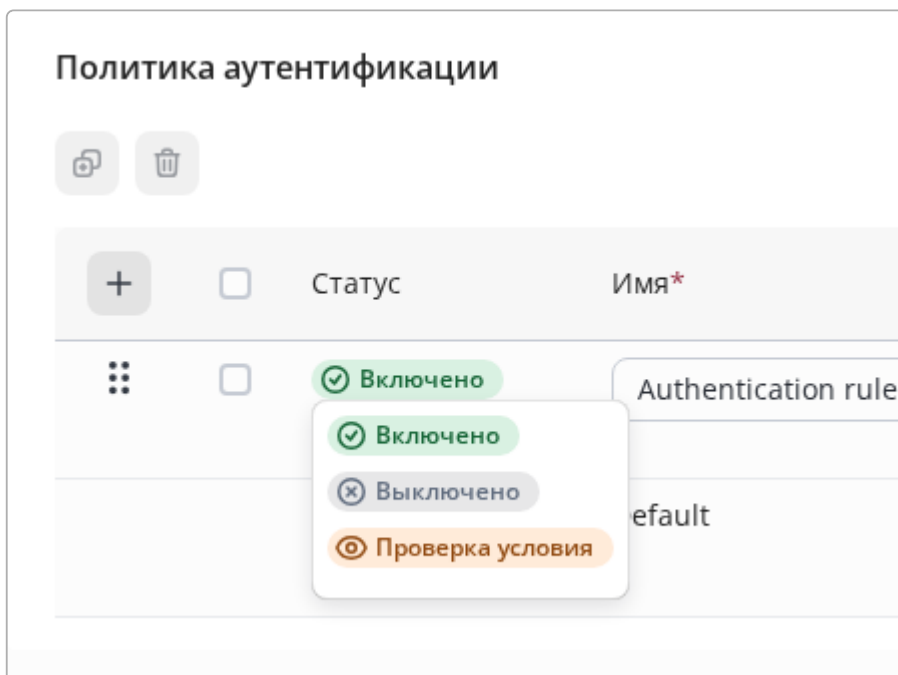 Политика аутентификации
Статус Имя*
Включено Authentication rule
Включено
Выключено
efault
Проверка условия